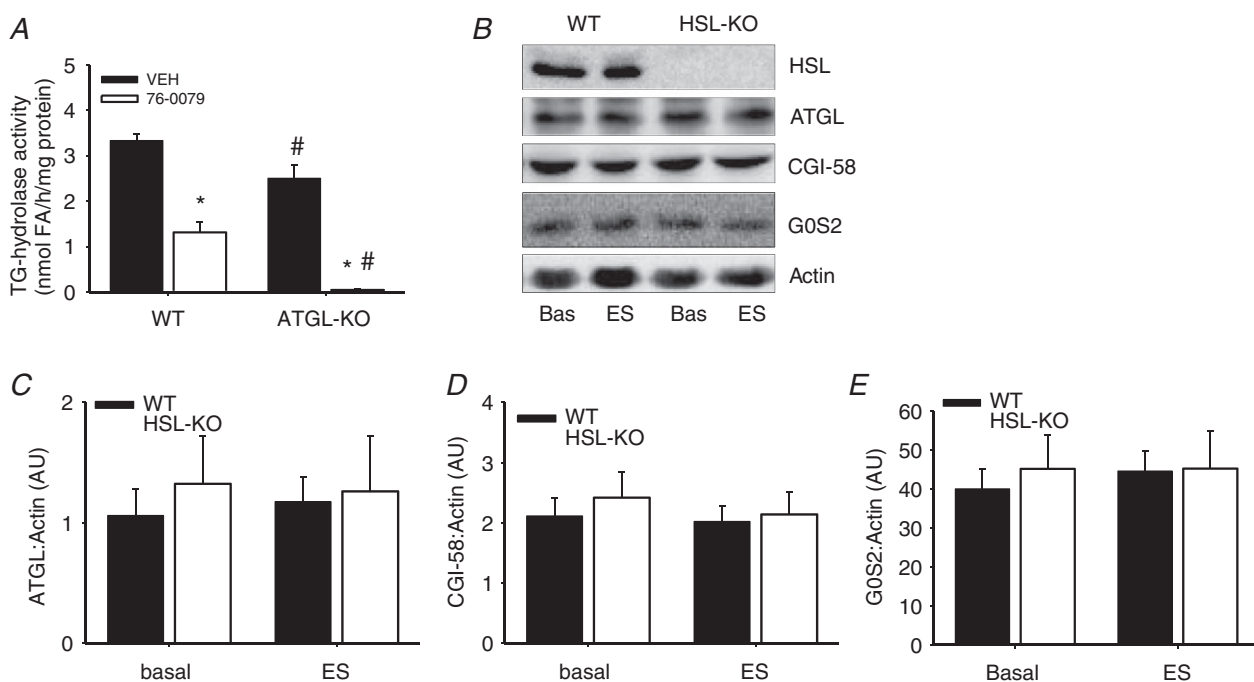 A
TG-hydrolase activity
(nmol FA/h/mg protein)
5
4
3
2
1
0
VEH
76-0079
*
#
* #
WT
ATGL-KO
B
WT HSL-KO
HSL
ATGL
CGI-58
G0S2
Actin
Bas ES Bas ES
C
ATGL:Actin (AU)
2
1
0
WT
HSL-KO
basal
ES
D
CGI-58:Actin (AU)
4
3
2
1
0
WT
HSL-KO
basal
ES
E
G0S2:Actin (AU)
60
50
40
30
20
10
0
WT
HSL-KO
Basal
ES